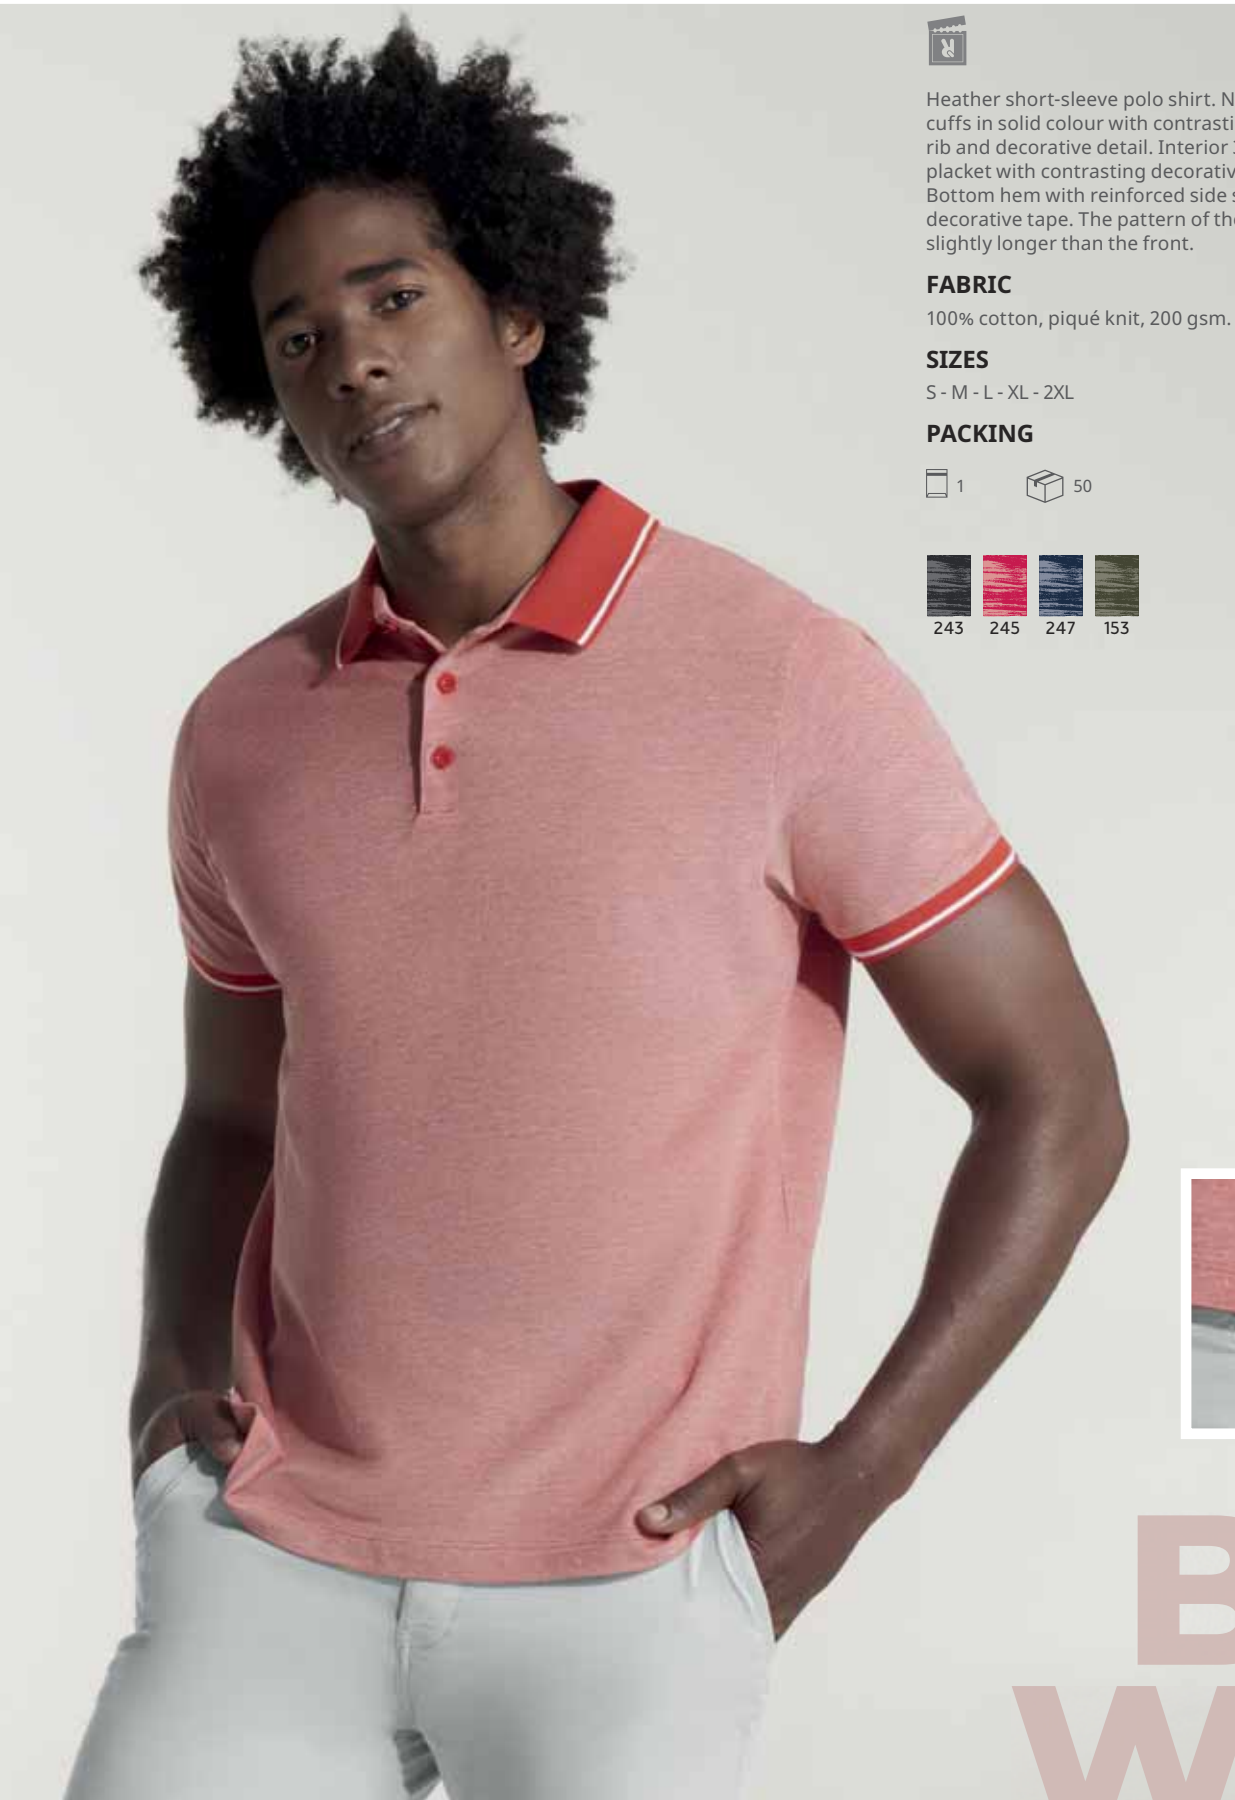 Heather short-sleeve polo shirt. N
cuffs in solid colour with contrasti
rib and decorative detail. Interior
placket with contrasting decorativ
Bottom hem with reinforced side s
decorative tape. The pattern of the
slightly longer than the front.
FABRIC
100% cotton, piqué knit, 200 gsm.
SIZES
S - M - L - XL - 2XL
PACKING
1 50
243 245 247 153
B
W